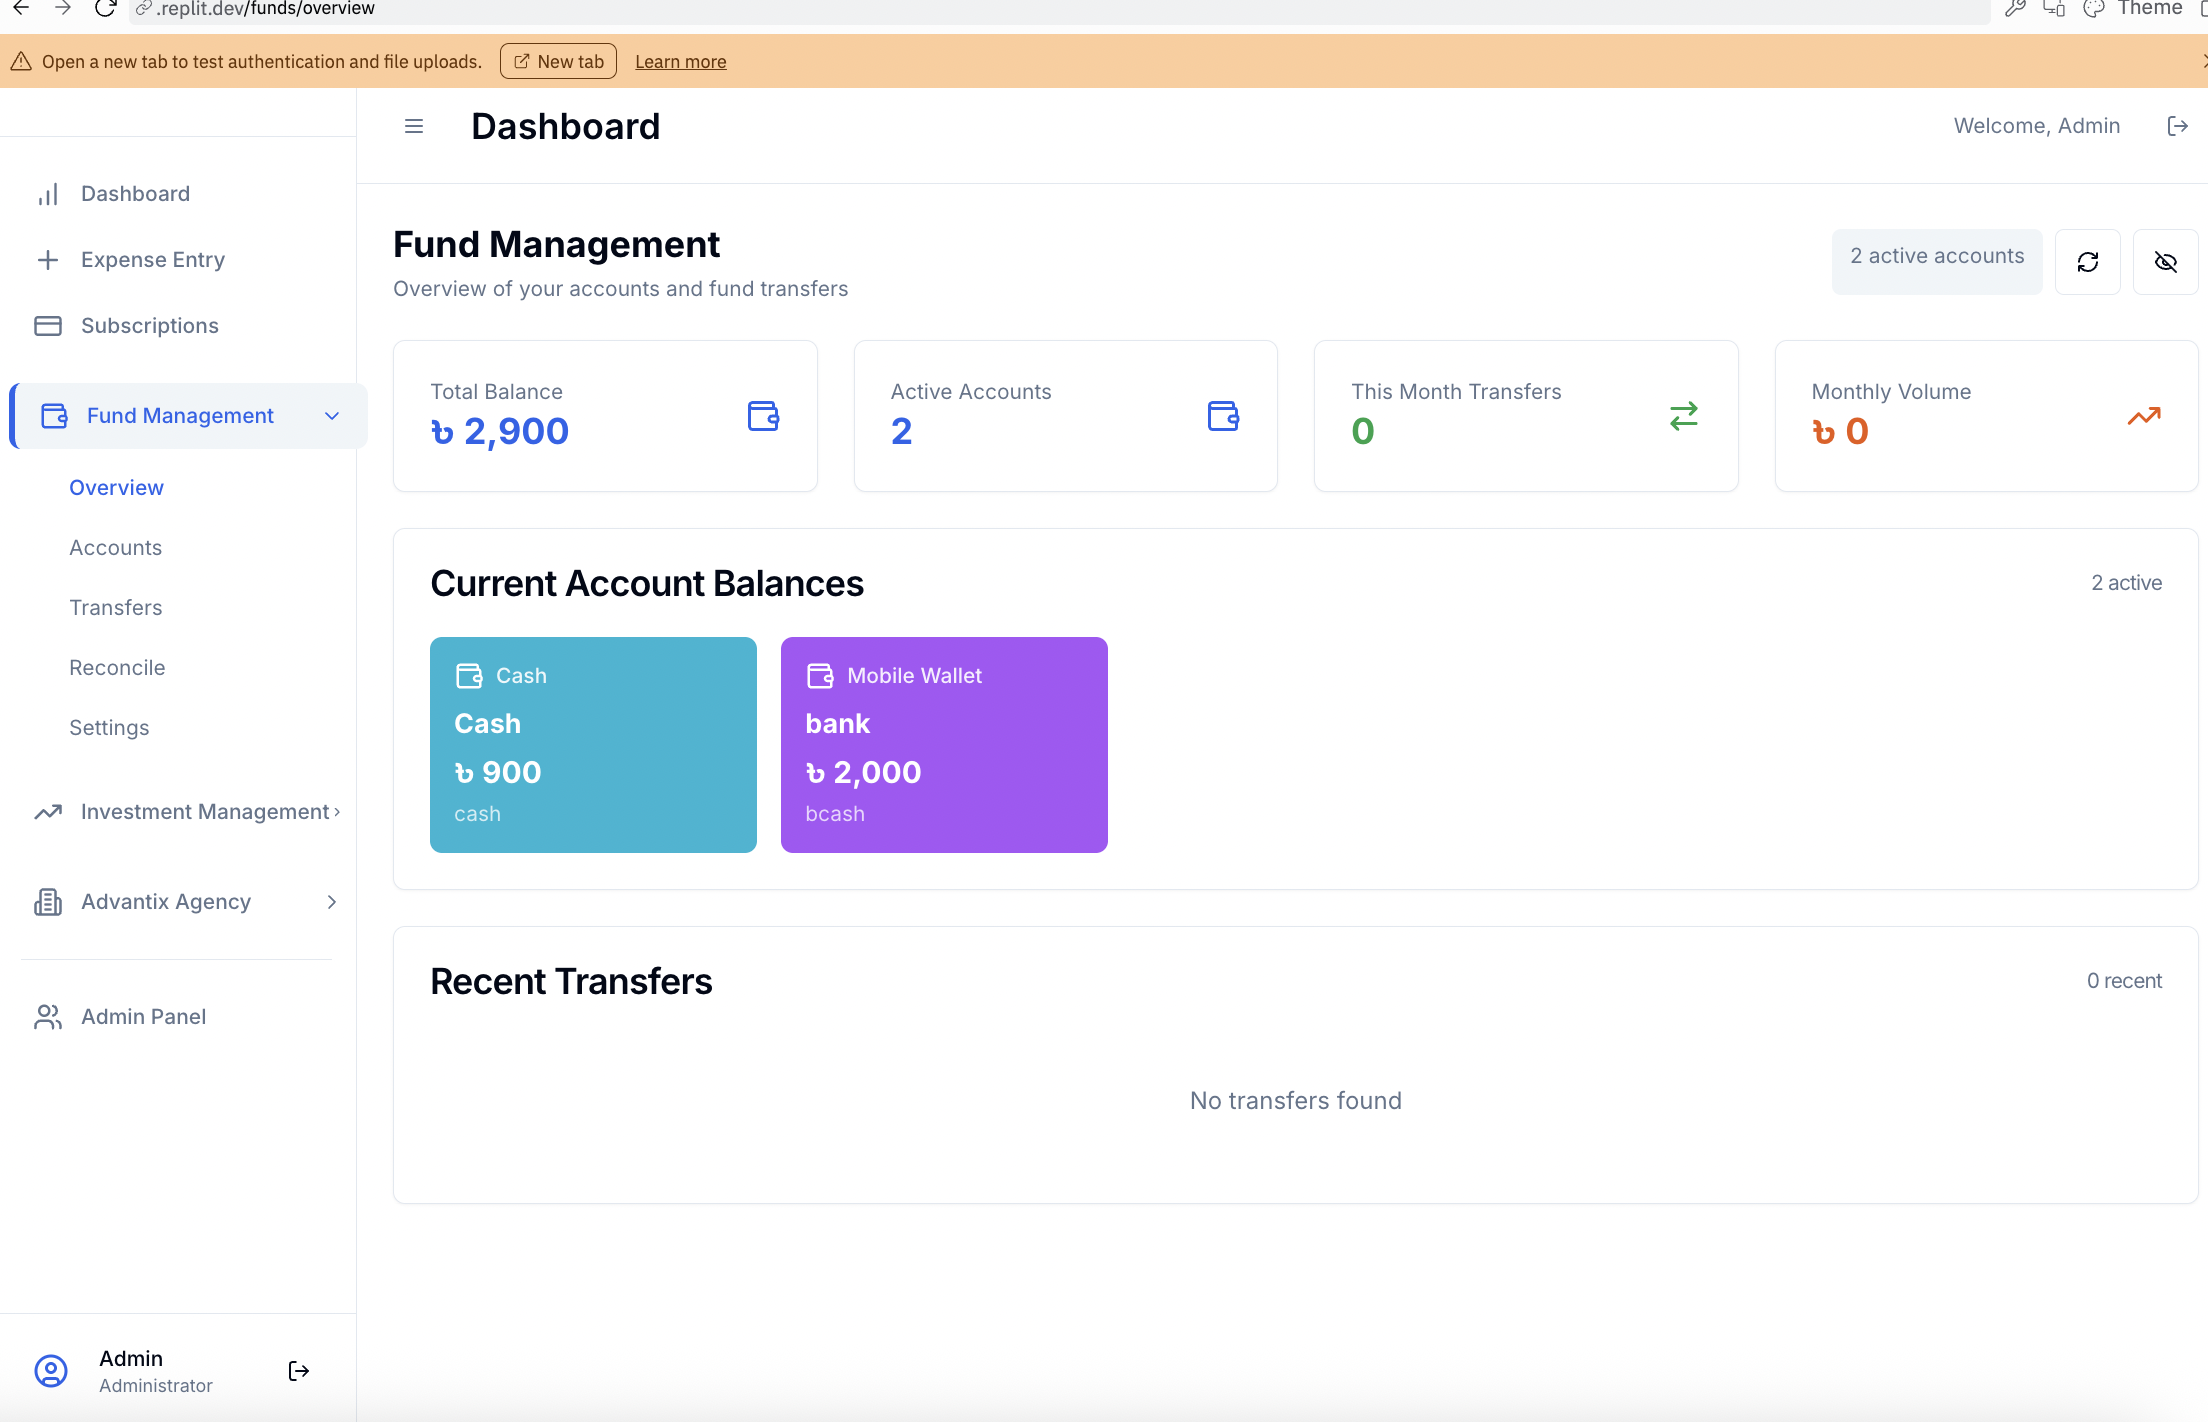 .replit.dev/funds/overview
Theme
Open a new tab to test authentication and file uploads. New tab Learn more
Dashboard
Welcome, Admin
Dashboard
Expense Entry
Subscriptions
Fund Management
Overview
Accounts
Transfers
Reconcile
Settings
Investment Management
Advantix Agency
Admin Panel
Admin
Administrator
Fund Management
Overview of your accounts and fund transfers
2 active accounts
Total Balance
৳ 2,900
Active Accounts
2
This Month Transfers
0
Monthly Volume
৳ 0
Current Account Balances
2 active
Cash
Cash
৳ 900
cash
Mobile Wallet
bank
৳ 2,000
bcash
Recent Transfers
0 recent
No transfers found